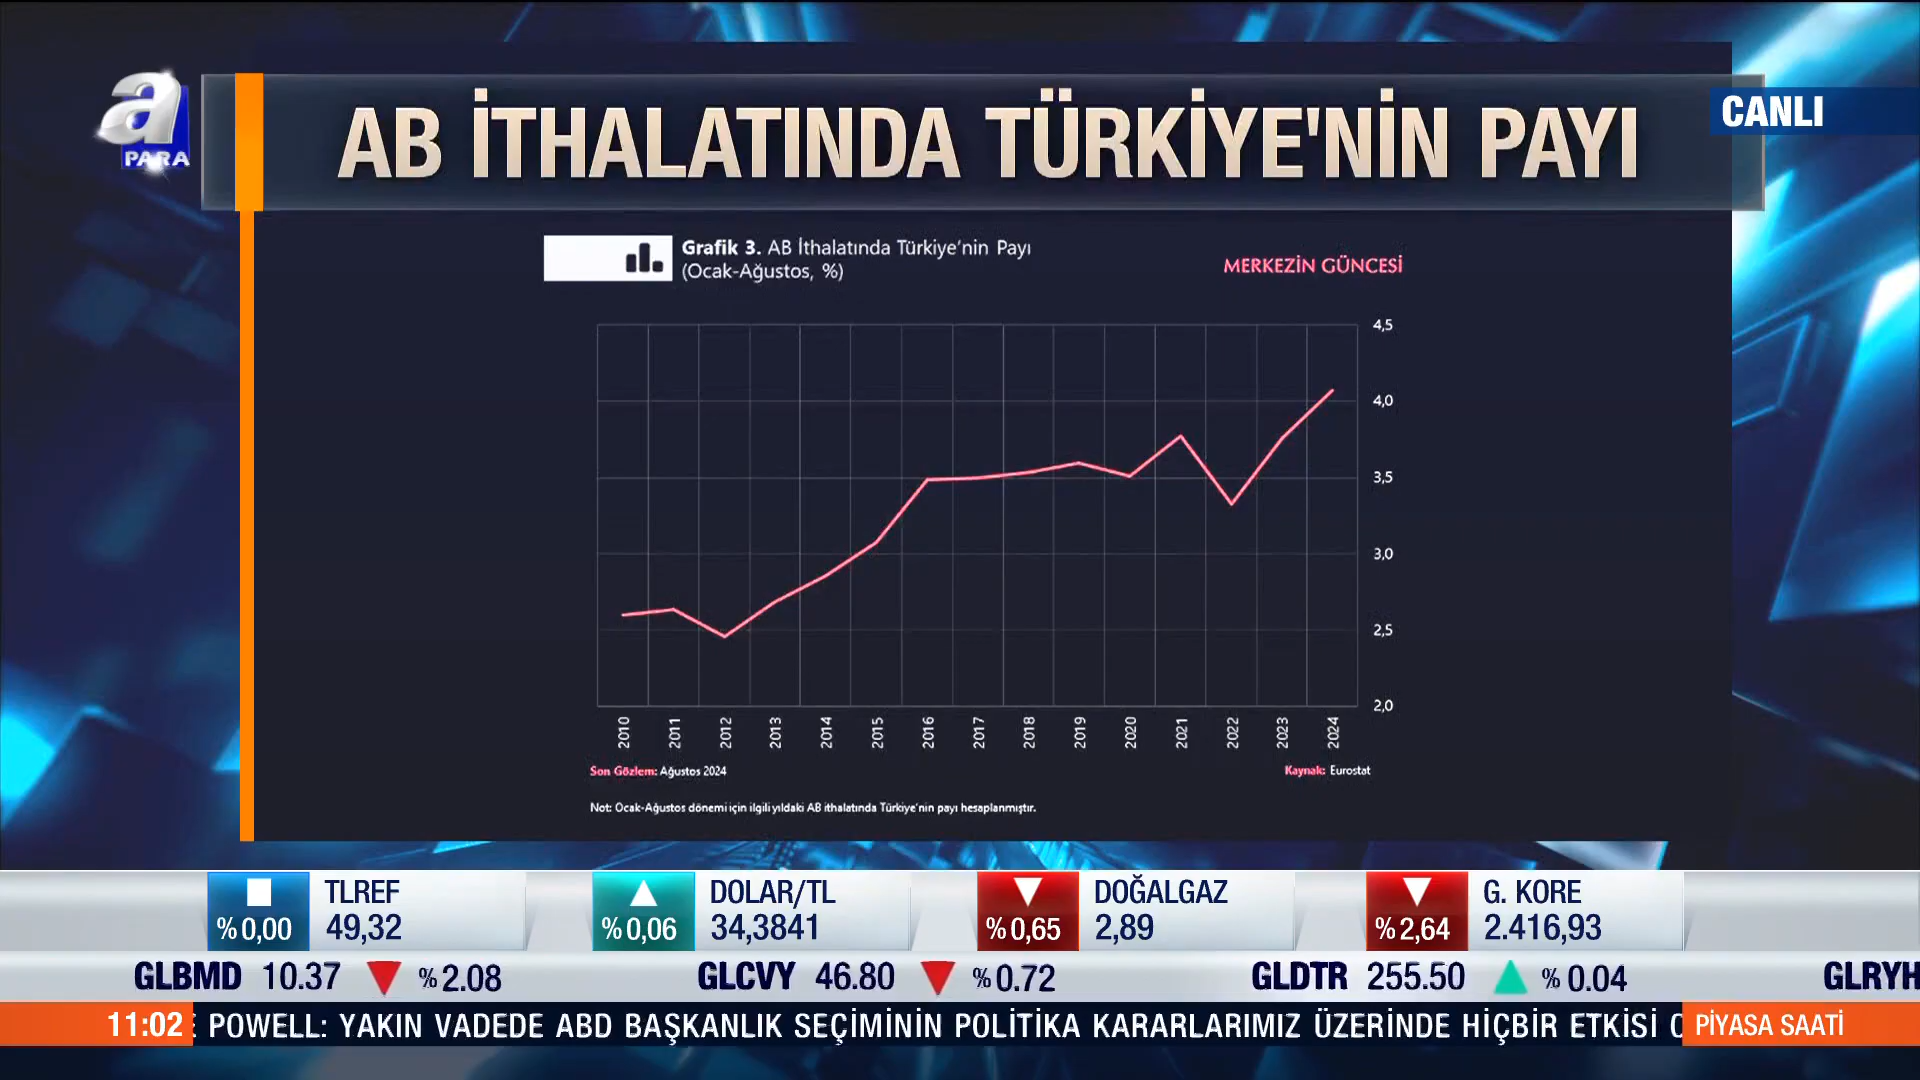 a
PARA
AB İTHALATINDA TÜRKİYE'NİN PAYI
CANLI
Grafik 3. AB İthalatında Türkiye'nin Payı
(Ocak-Ağustos, %)
MERKEZİN GÜNCESİ
4,5
4,0
3,5
3,0
2,5
2,0
2010 2011 2012 2013 2014 2015 2016 2017 2018 2019 2020 2021 2022 2023 2024
Son Gözlem: Ağustos 2024
Kaynak: Eurostat
Not: Ocak-Ağustos dönemi için ilgili yıldaki AB ithalatında Türkiye'nin payı hesaplanmıştır.
% 0,00 TLREF 49,32
% 0,06 DOLAR/TL 34,3841
% 0,65 DOĞALGAZ 2,89
% 2,64 G. KORE 2.416,93
GLBMD 10.37 % 2.08 GLCVY 46.80 % 0.72 GLDTR 255.50 % 0.04 GLRYH
11:02 POWELL: YAKIN VADEDE ABD BAŞKANLIK SEÇİMİNİN POLİTİKA KARARLARIMIZ ÜZERİNDE HİÇBİR ETKİSİ PİYASA SAATİ